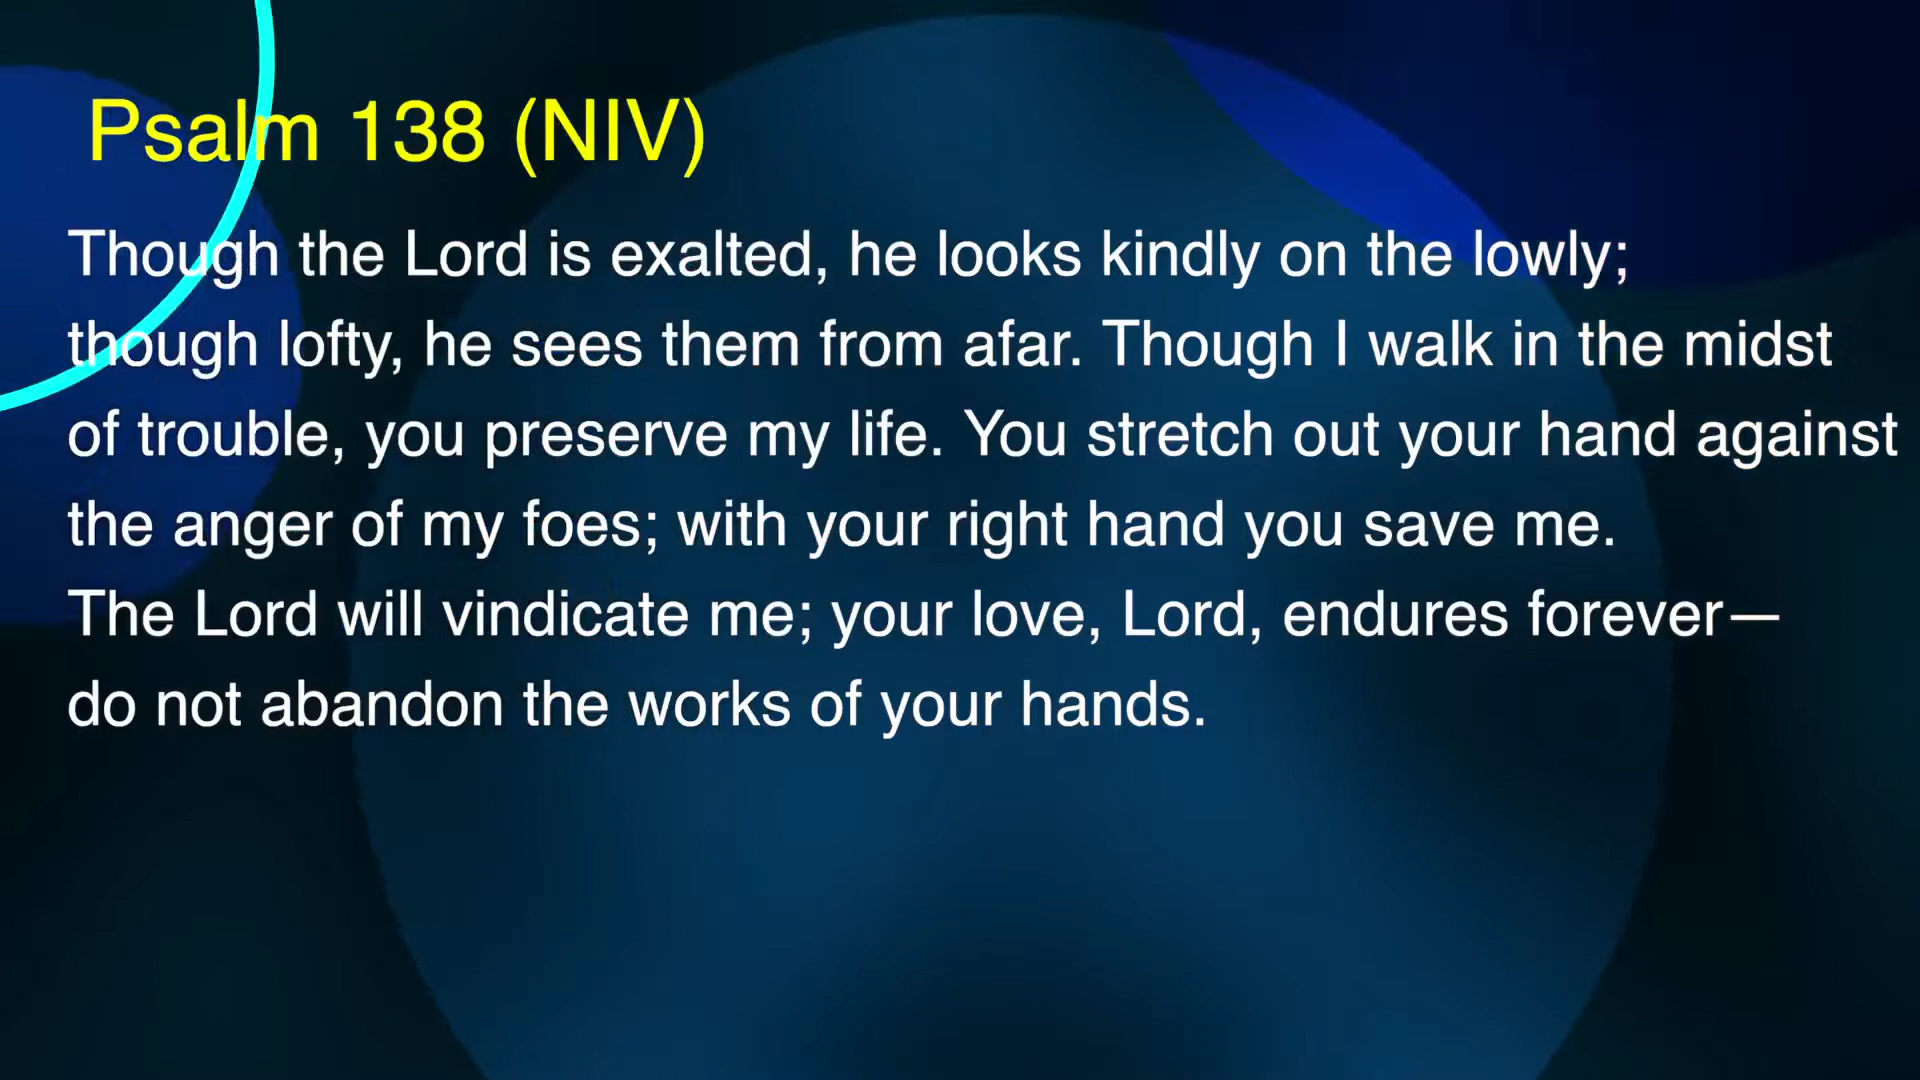 Psalm 138 (NIV)
Though the Lord is exalted, he looks kindly on the lowly;
though lofty, he sees them from afar. Though I walk in the midst
of trouble, you preserve my life. You stretch out your hand against
the anger of my foes; with your right hand you save me.
The Lord will vindicate me; your love, Lord, endures forever—
do not abandon the works of your hands.